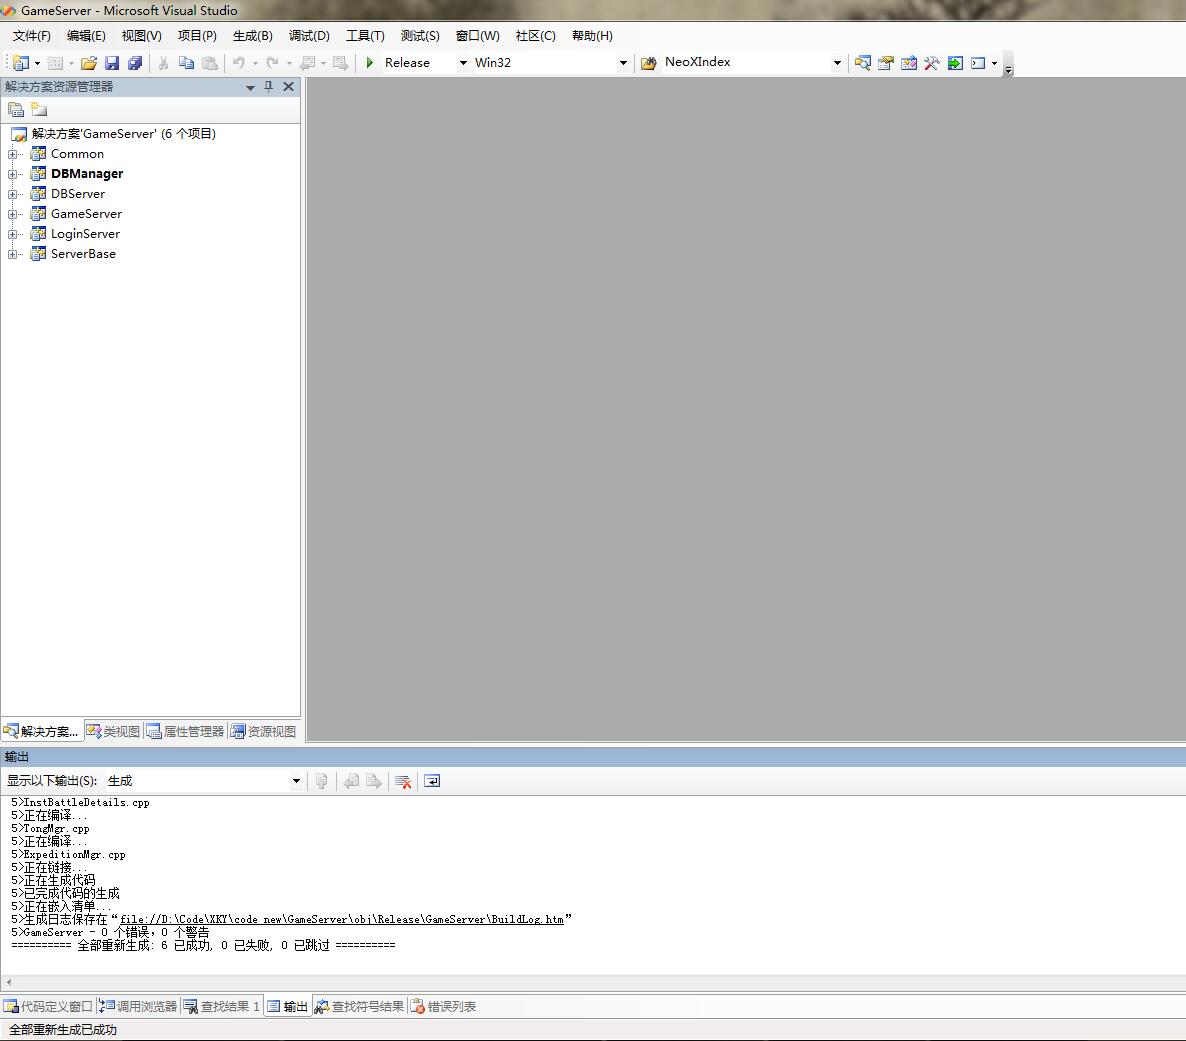 GameServer - Microsoft Visual Studio
文件(F) 编辑(E) 视图(V) 项目(P) 生成(B) 调试(D) 工具(T) 测试(S) 窗口(W) 社区(C) 帮助(H)
Release Win32 NeoXIndex
解决方案资源管理器
解决方案'GameServer' (6 个项目)
Common
DBManager
DBServer
GameServer
LoginServer
ServerBase
解决方案... 类视图 属性管理器 资源视图
输出
显示以下输出(S): 生成
5>InstBattleDetails.cpp
5>正在编译...
5>TongMgr.cpp
5>正在编译...
5>ExpeditionMgr.cpp
5>正在链接...
5>正在生成代码
5>已完成代码的生成
5>正在嵌入清单...
5>生成日志保存在“file://D:\Code\XKY\code_new\GameServer\obj\Release\GameServer\BuildLog.htm”
5>GameServer - 0 个错误，0 个警告
========== 全部重新生成: 6 已成功, 0 已失败, 0 已跳过 ==========
代码定义窗口 调用浏览器 查找结果 1 输出 查找符号结果 错误列表
全部重新生成已成功